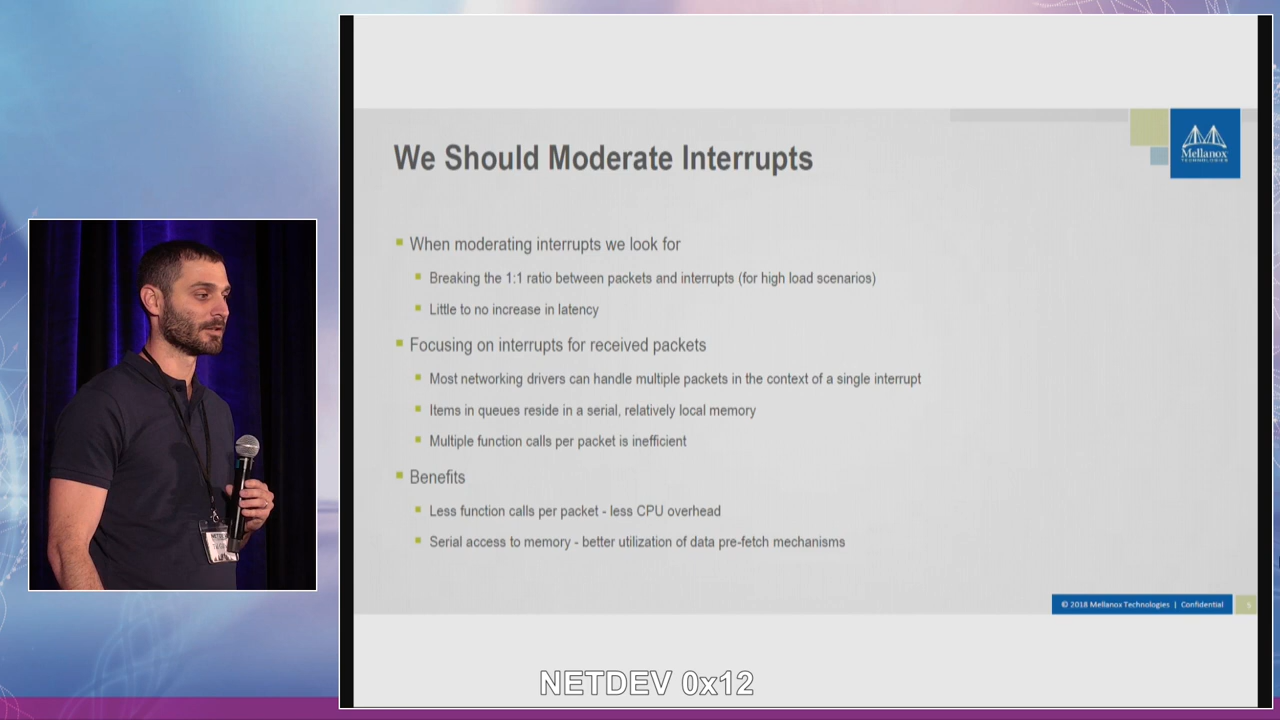 We Should Moderate Interrupts
Mellanox
TECHNOLOGIES
When moderating interrupts we look for
Breaking the 1:1 ratio between packets and interrupts (for high load scenarios)
Little to no increase in latency
Focusing on interrupts for received packets
Most networking drivers can handle multiple packets in the context of a single interrupt
Items in queues reside in a serial, relatively local memory
Multiple function calls per packet is inefficient
Benefits
Less function calls per packet - less CPU overhead
Serial access to memory - better utilization of data pre-fetch mechanisms
© 2018 Mellanox Technologies | Confidential
NETDEV 0x12